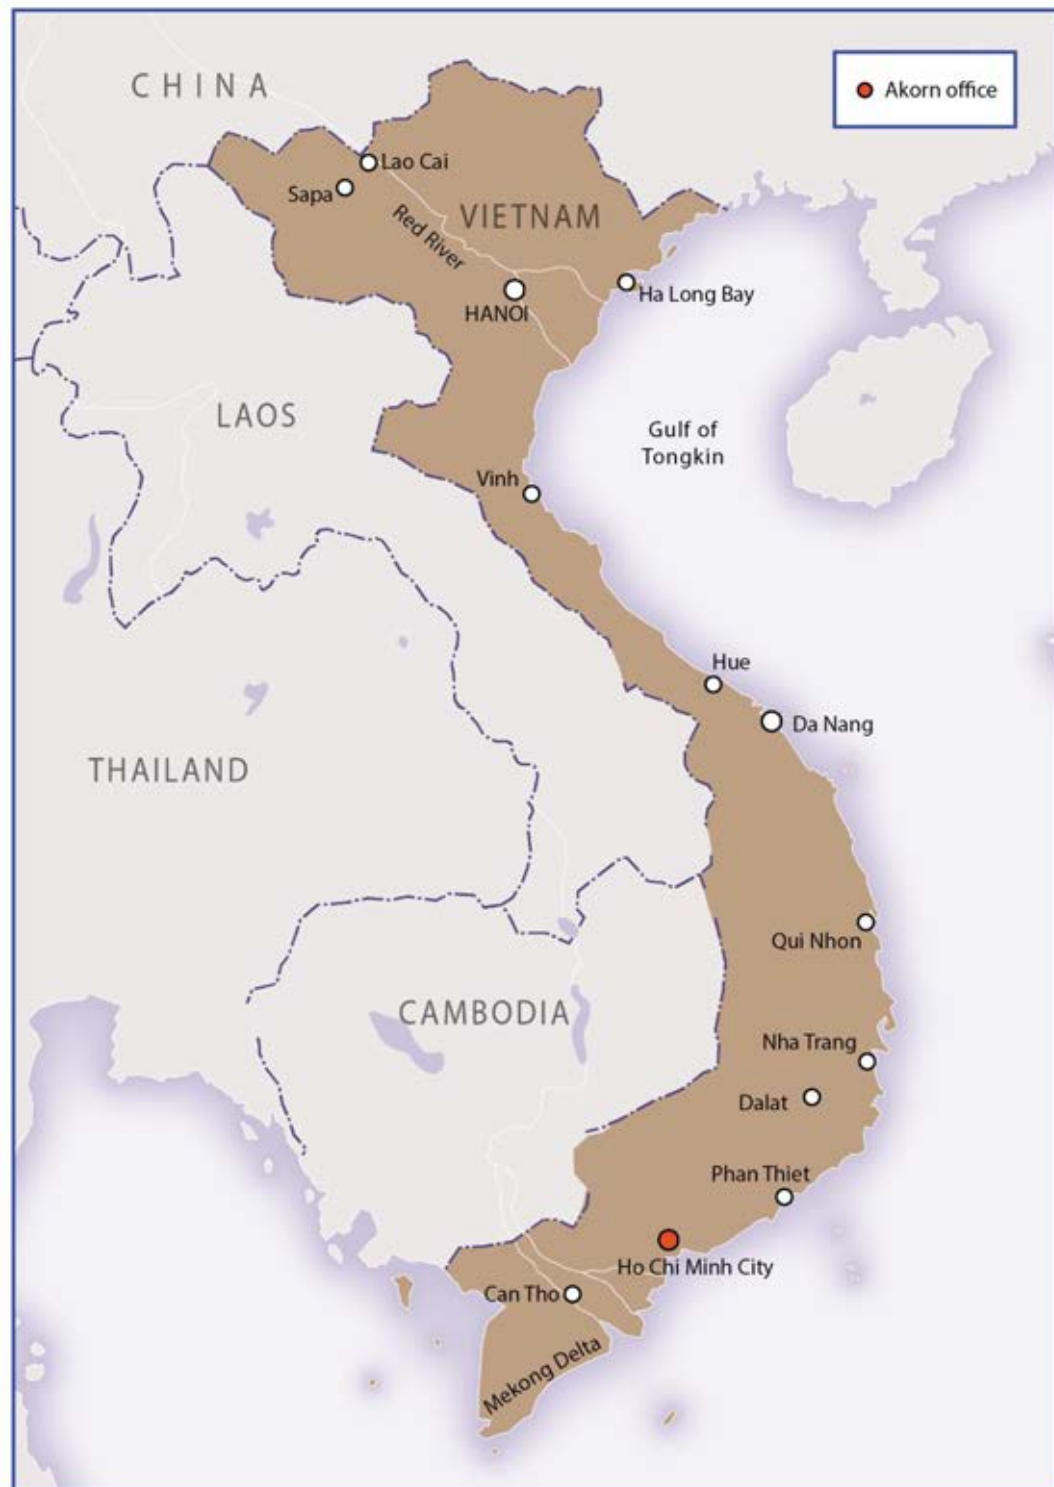 CHINA
Akorn office
Lao Cai
Sapa
Red River
VIETNAM
HANOI
Ha Long Bay
LAOS
Gulf of
Tongkin
Vinh
Hue
Da Nang
THAILAND
Qui Nhon
CAMBODIA
Nha Trang
Dalat
Phan Thiet
Ho Chi Minh City
Can Tho
Mekong Delta